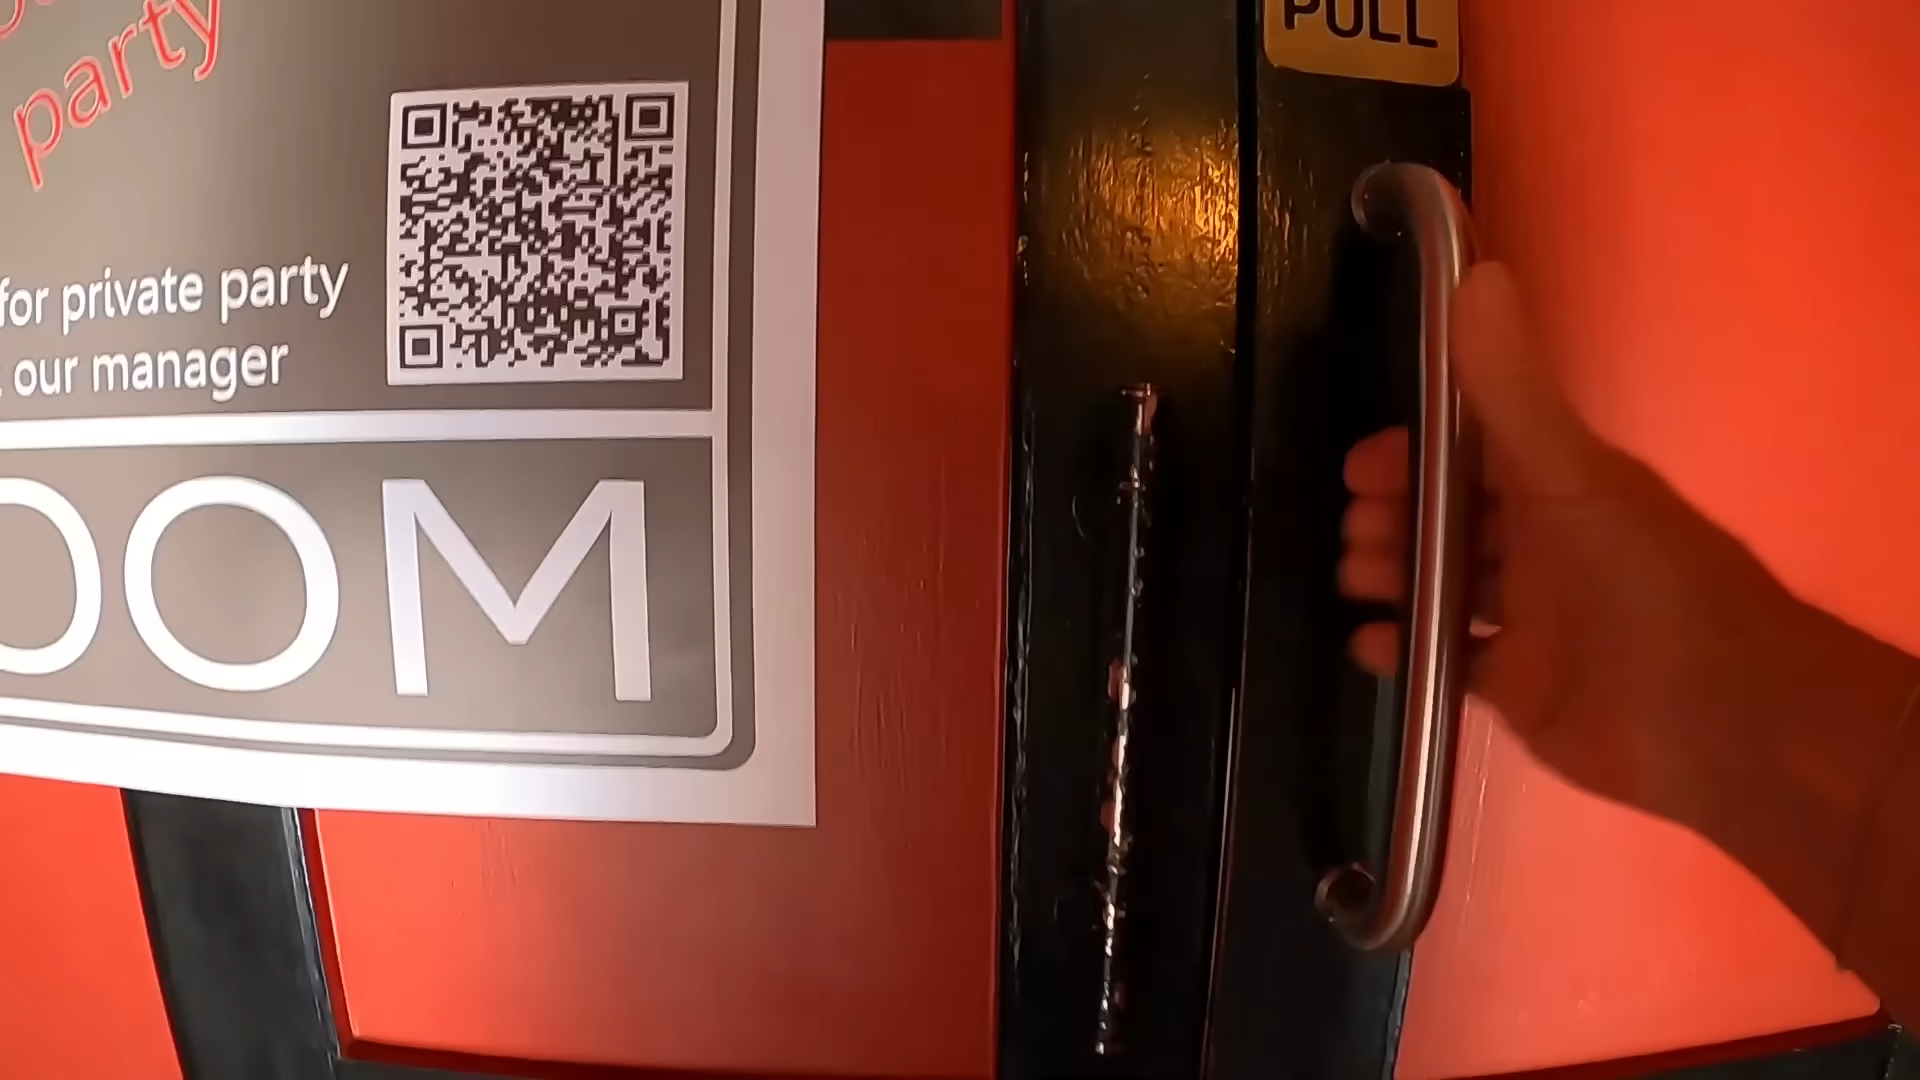 party
for private party
our manager
OOM
PULL